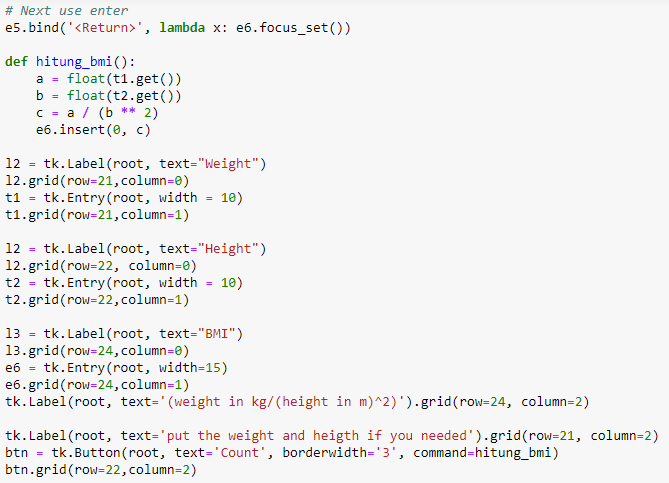 # Next use enter
e5.bind('<Return>', lambda x: e6.focus_set())
def hitung_bmi():
    a = float(t1.get())
    b = float(t2.get())
    c = a / (b ** 2)
    e6.insert(0, c)
l2 = tk.Label(root, text="Weight")
l2.grid(row=21,column=0)
t1 = tk.Entry(root, width = 10)
t1.grid(row=21,column=1)
l2 = tk.Label(root, text="Height")
l2.grid(row=22, column=0)
t2 = tk.Entry(root, width = 10)
t2.grid(row=22,column=1)
l3 = tk.Label(root, text="BMI")
l3.grid(row=24,column=0)
e6 = tk.Entry(root, width=15)
e6.grid(row=24,column=1)
tk.Label(root, text='(weight in kg/(height in m)^2)').grid(row=24, column=2)
tk.Label(root, text='put the weight and heigth if you needed').grid(row=21, column=2)
btn = tk.Button(root, text='Count', borderwidth='3', command=hitung_bmi)
btn.grid(row=22,column=2)